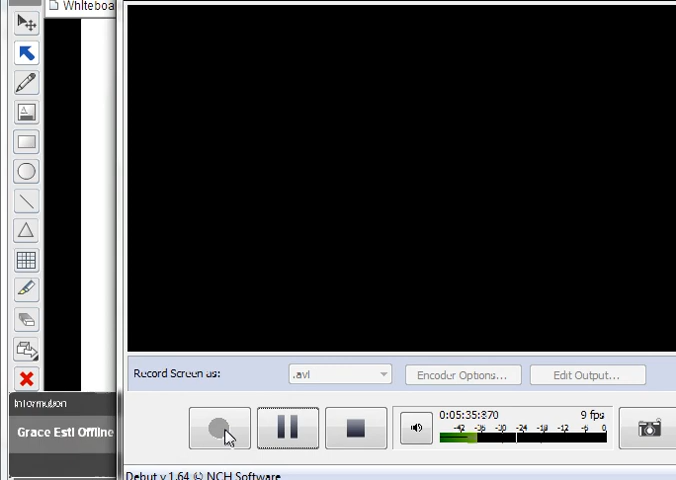 Whiteboa
Record Screen as:
.avi
Encoder Options...
Edit Output...
Information
Grace Esti Offline
0:05:35:870
9 fps
-42 -36 -30 -24 -18 -12 -6 0
Debut v 1.64 © NCH Software